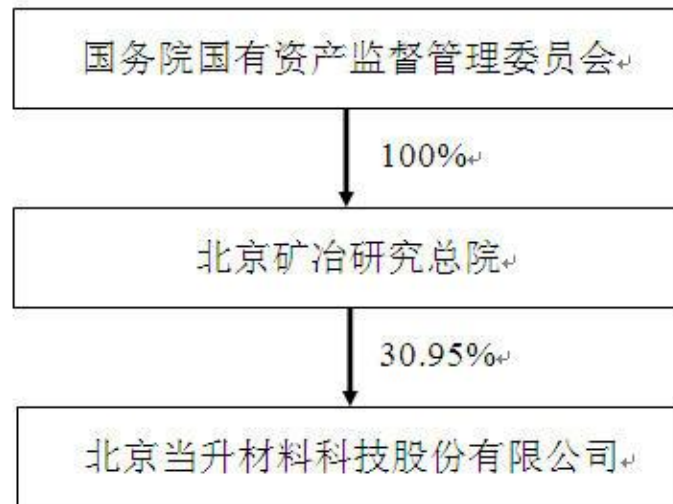 国务院国有资产监督管理委员会
100%
北京矿冶研究总院
30.95%
北京当升材料科技股份有限公司